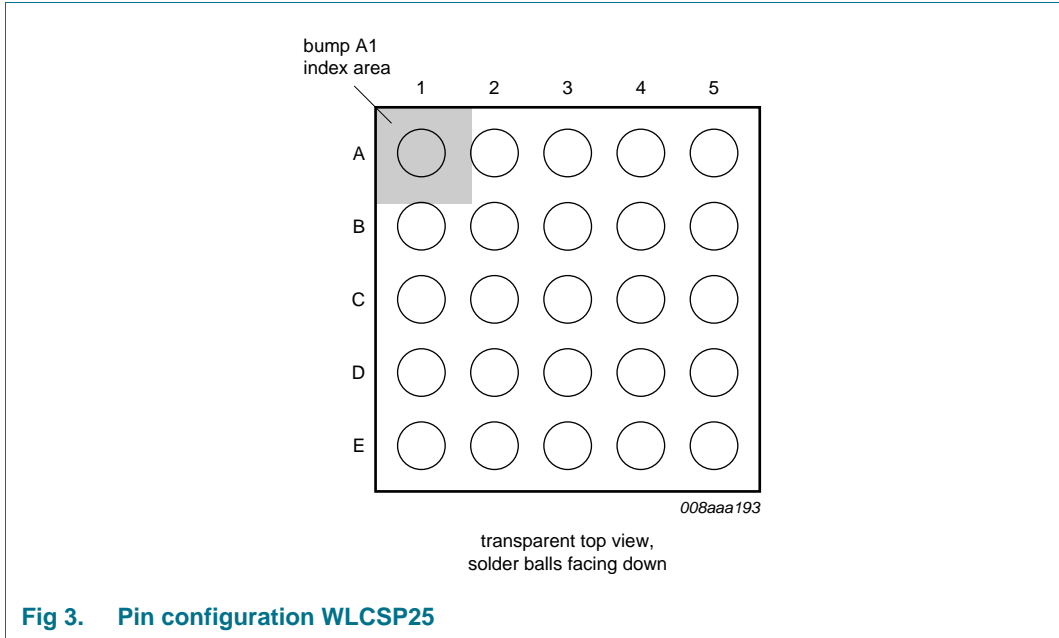 bump A1
index area
1 2 3 4 5
A
B
C
D
E
008aaa193
transparent top view,
solder balls facing down
Fig 3. Pin configuration WLCSP25